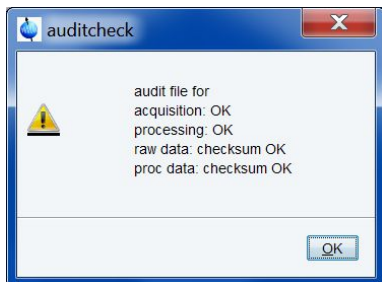 auditcheck
audit file for
acquisition: OK
processing: OK
raw data: checksum OK
proc data: checksum OK
OK